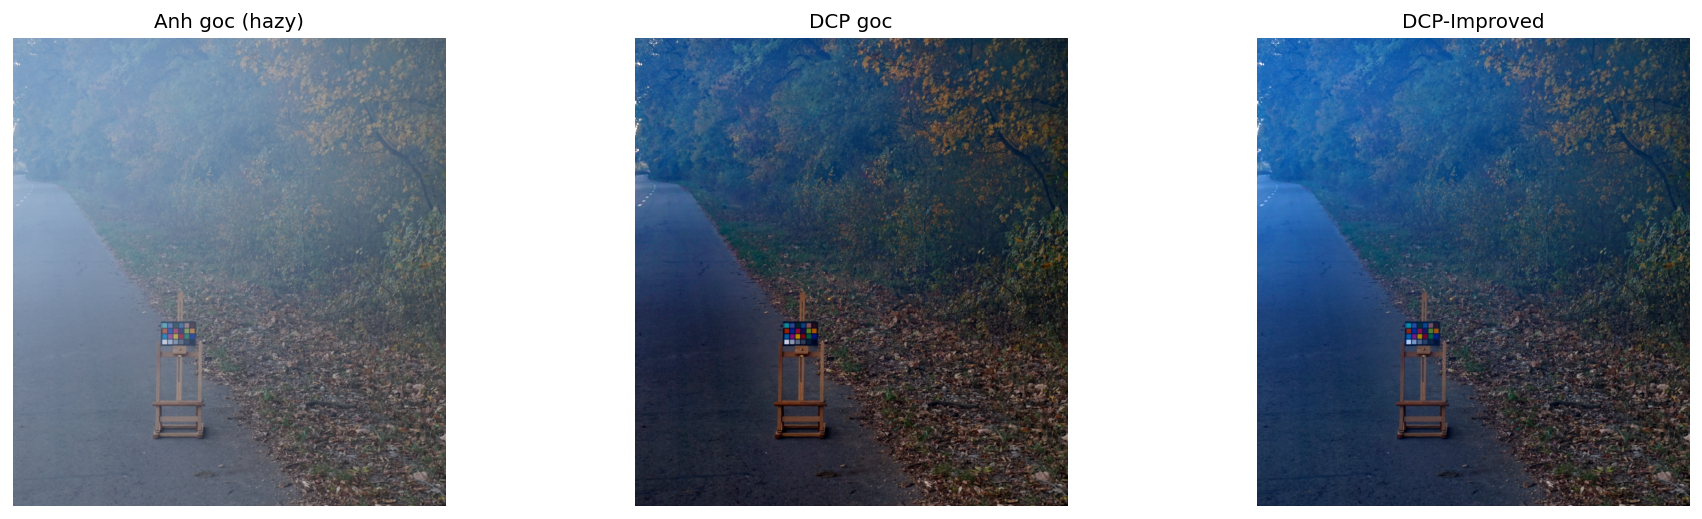 Anh goc (hazy)
DCP goc
DCP-Improved